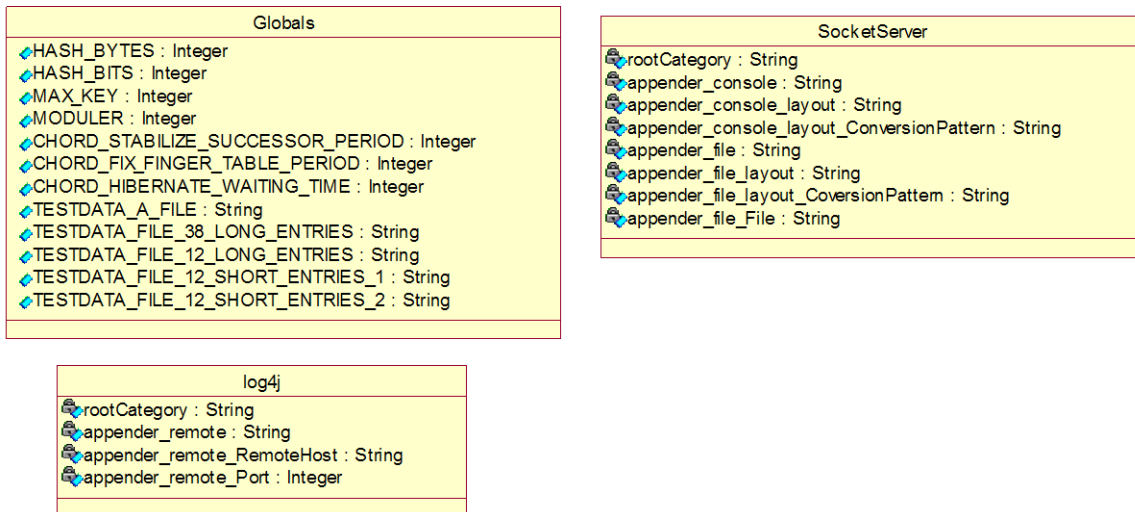 Globals
HASH_BYTES : Integer
HASH_BITS : Integer
MAX_KEY : Integer
MODULER : Integer
CHORD_STABILIZE_SUCCESSOR_PERIOD : Integer
CHORD_FIX_FINGER_TABLE_PERIOD : Integer
CHORD_HIBERNATE_WAITING_TIME : Integer
TESTDATA_A_FILE : String
TESTDATA_FILE_38_LONG_ENTRIES : String
TESTDATA_FILE_12_LONG_ENTRIES : String
TESTDATA_FILE_12_SHORT_ENTRIES_1 : String
TESTDATA_FILE_12_SHORT_ENTRIES_2 : String
SocketServer
rootCategory : String
appender_console : String
appender_console_layout : String
appender_console_layout_ConversionPattern : String
appender_file : String
appender_file_layout : String
appender_file_layout_CoversionPattern : String
appender_file_File : String
log4j
rootCategory : String
appender_remote : String
appender_remote_RemoteHost : String
appender_remote_Port : Integer